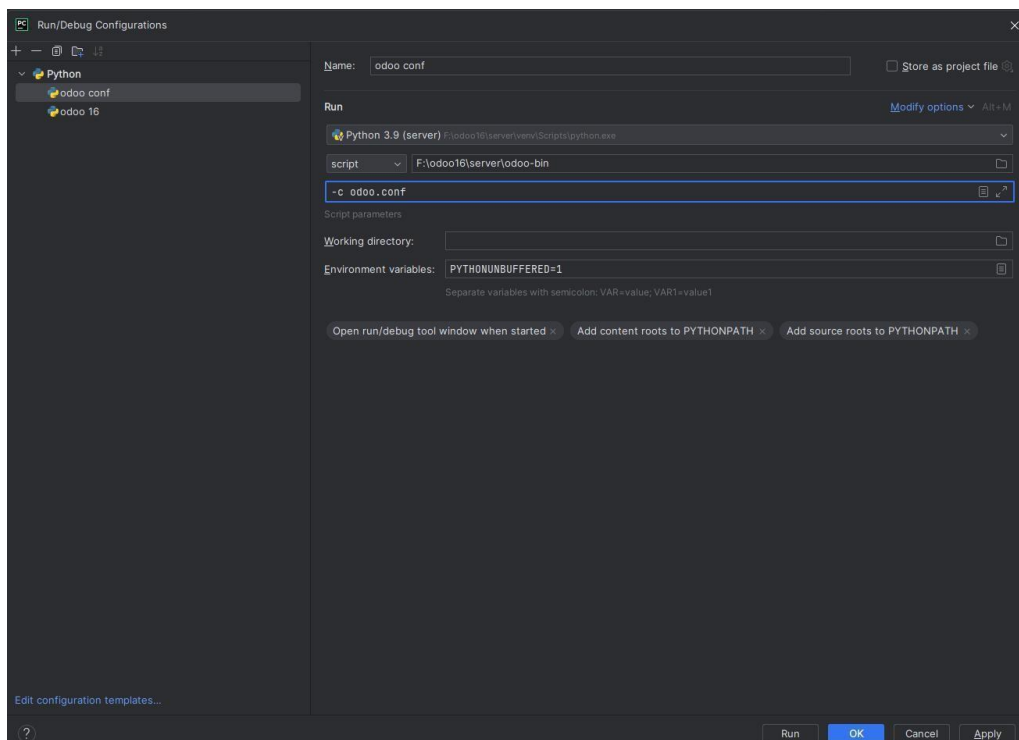 PC Run/Debug Configurations
Python
odoo conf
odoo 16
Name: odoo conf Store as project file
Run Modify options Alt+M
Python 3.9 (server) F:\odoo16\server\venv\Scripts\python.exe
script F:\odoo16\server\odoo-bin
-c odoo.conf
Script parameters
Working directory:
Environment variables: PYTHONUNBUFFERED=1
Separate variables with semicolon: VAR=value; VAR1=value1
Open run/debug tool window when started × Add content roots to PYTHONPATH × Add source roots to PYTHONPATH ×
Edit configuration templates...
? Run OK Cancel Apply